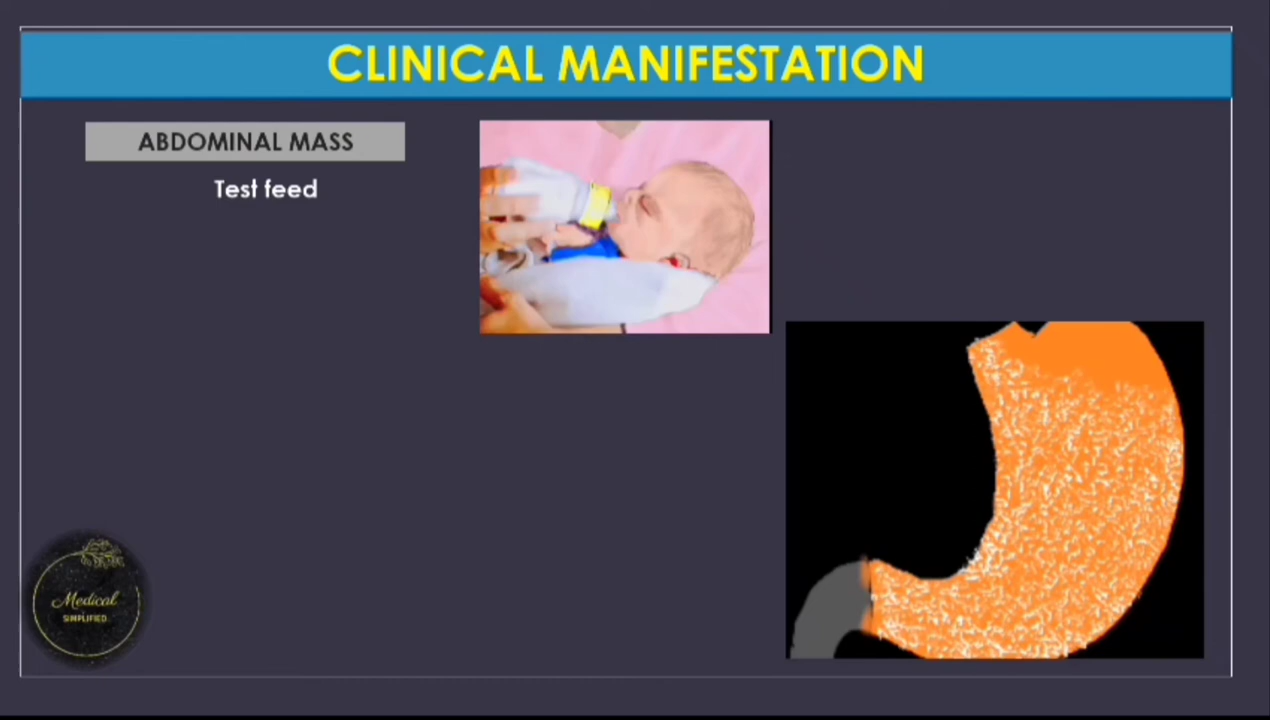 CLINICAL MANIFESTATION
ABDOMINAL MASS
Test feed
Medical
SIMPLIFIED